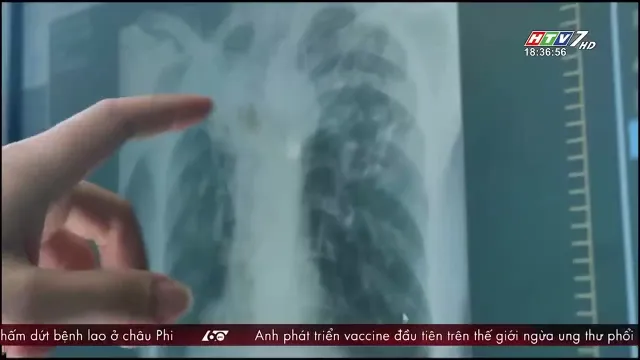 HTV7 HD
18:36:56
hấm dứt bệnh lao ở châu Phi 60 Anh phát triển vaccine đầu tiên trên thế giới ngừa ung thư phổi